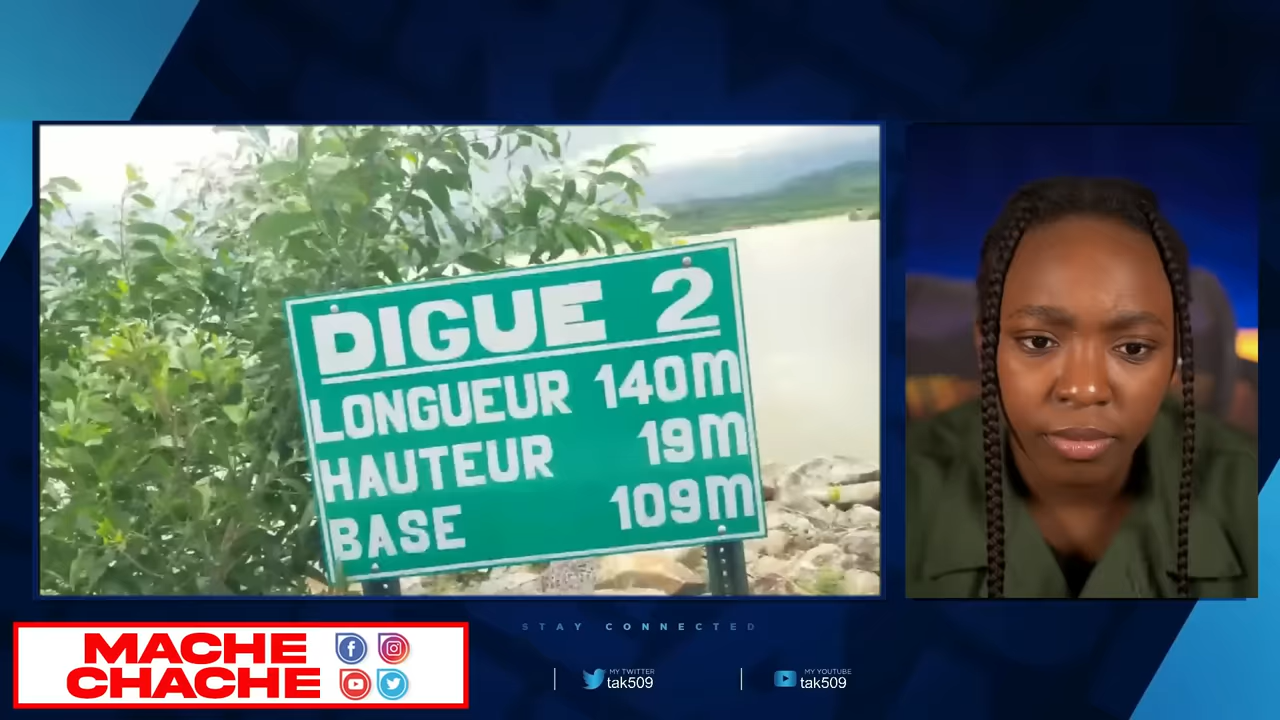 DIGUE 2
LONGUEUR 140m
HAUTEUR 19m
BASE 109m
STAY CONNECTED
MACHE
CHACHE
MY TWITTER
tak509
MY YOUTUBE
tak509